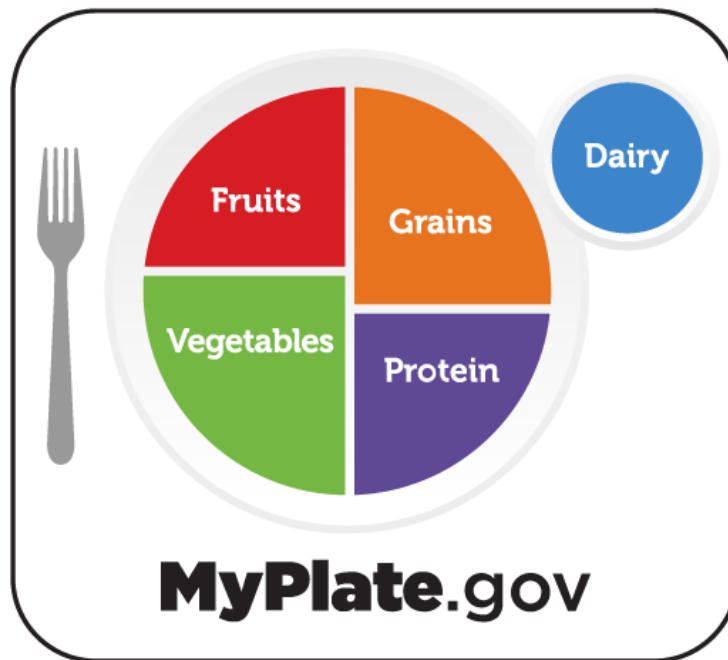 Fruits
Grains
Dairy
Vegetables
Protein
MyPlate.gov